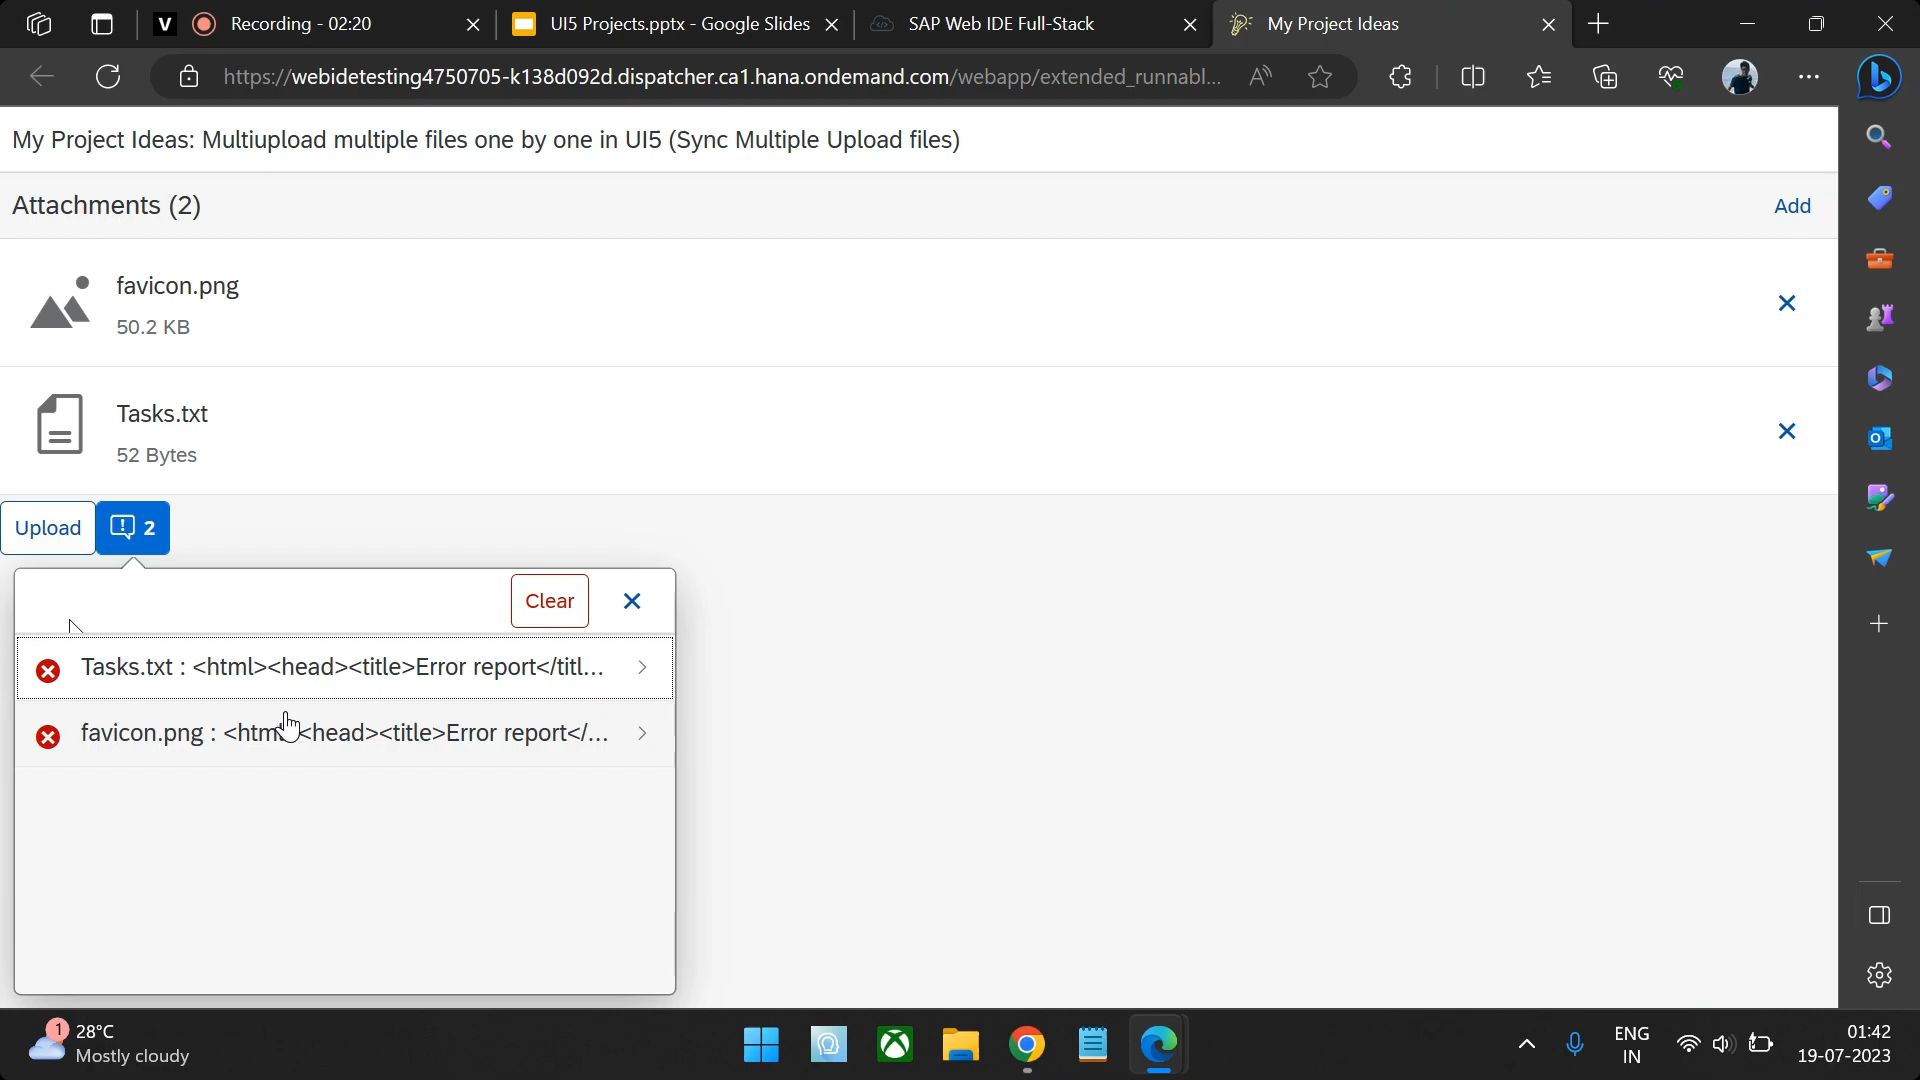 V
Recording - 02:20
UI5 Projects.pptx - Google Slides
SAP Web IDE Full-Stack
My Project Ideas
https://webidetesting4750705-k138d092d.dispatcher.ca1.hana.ondemand.com/webapp/extended_runnabl...
My Project Ideas: Multiupload multiple files one by one in UI5 (Sync Multiple Upload files)
Attachments (2)
Add
favicon.png
50.2 KB
Tasks.txt
52 Bytes
Upload
2
Clear
Tasks.txt : <html><head><title>Error report</titl...
favicon.png : <html><head><title>Error report</...
1
28°C
Mostly cloudy
ENG
IN
01:42
19-07-2023